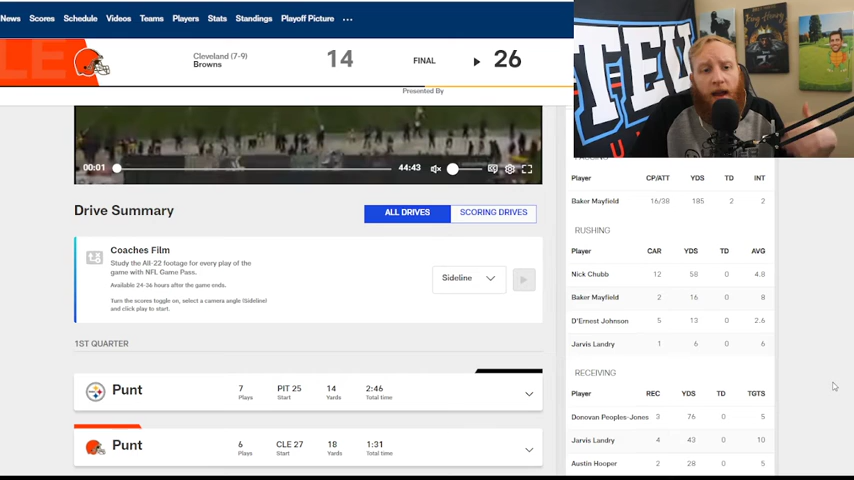 News Scores Schedule Videos Teams Players Stats Standings Playoff Picture ...
Cleveland (7-9)
Browns
14
FINAL
26
Presented By
00:01
44:43
Drive Summary
ALL DRIVES
SCORING DRIVES
Coaches Film
Study the All-22 footage for every play of the
game with NFL Game Pass.
Available 24-36 hours after the game ends.
Turn the scores toggle on, select a camera angle (Sideline)
and click play to start.
Sideline
1ST QUARTER
Punt
7 PIT 25 14 2:46
Plays Start Yards Total time
Punt
6 CLE 27 18 1:31
Plays Start Yards Total time
Player CP/ATT YDS TD INT
Baker Mayfield 16/38 185 2 2
RUSHING
Player CAR YDS TD AVG
Nick Chubb 12 58 0 4.8
Baker Mayfield 2 16 0 8
D'Ernest Johnson 5 13 0 2.6
Jarvis Landry 1 6 0 6
RECEIVING
Player REC YDS TD TGTS
Donovan Peoples-Jones 3 76 0 5
Jarvis Landry 4 43 0 10
Austin Hooper 2 28 0 5